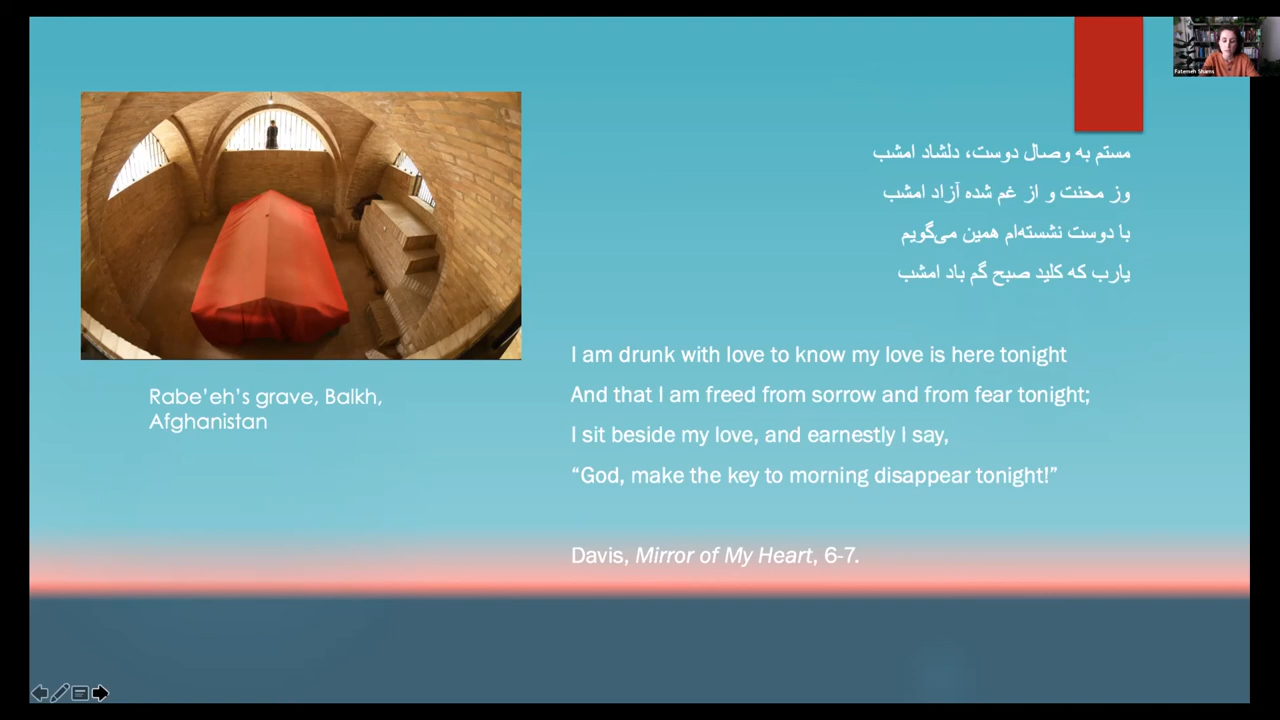 Fatemeh Shams
مستم به وصال دوست، دلشاد امشب
وز محنت و از غم شده آزاد امشب
با دوست نشسته‌ام همین می‌گویم
یارب که کلید صبح گم باد امشب
I am drunk with love to know my love is here tonight
And that I am freed from sorrow and from fear tonight;
I sit beside my love, and earnestly I say,
“God, make the key to morning disappear tonight!”
Davis, Mirror of My Heart, 6-7.
Rabe’eh’s grave, Balkh,
Afghanistan